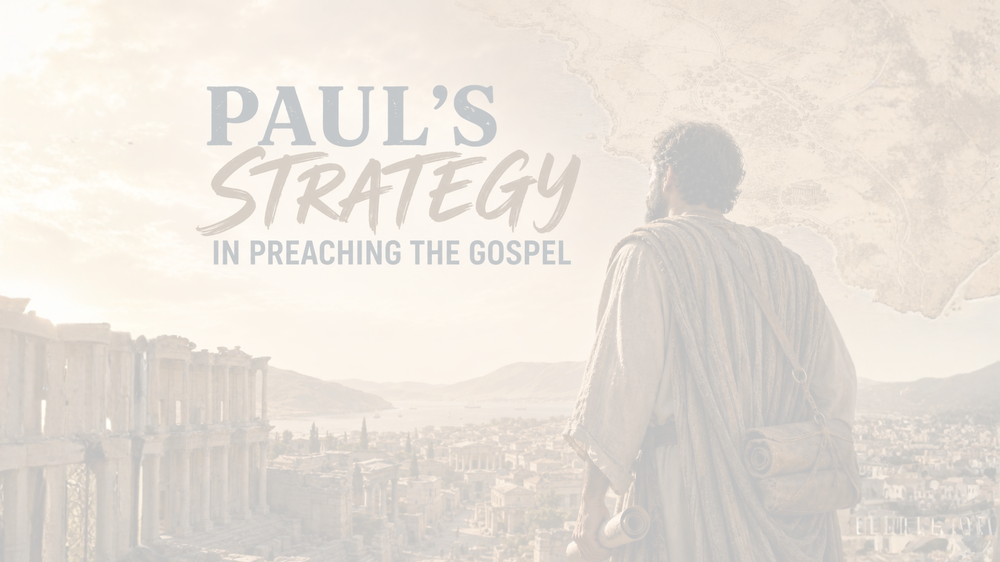 PAUL'S
STRATEGY
IN PREACHING THE GOSPEL